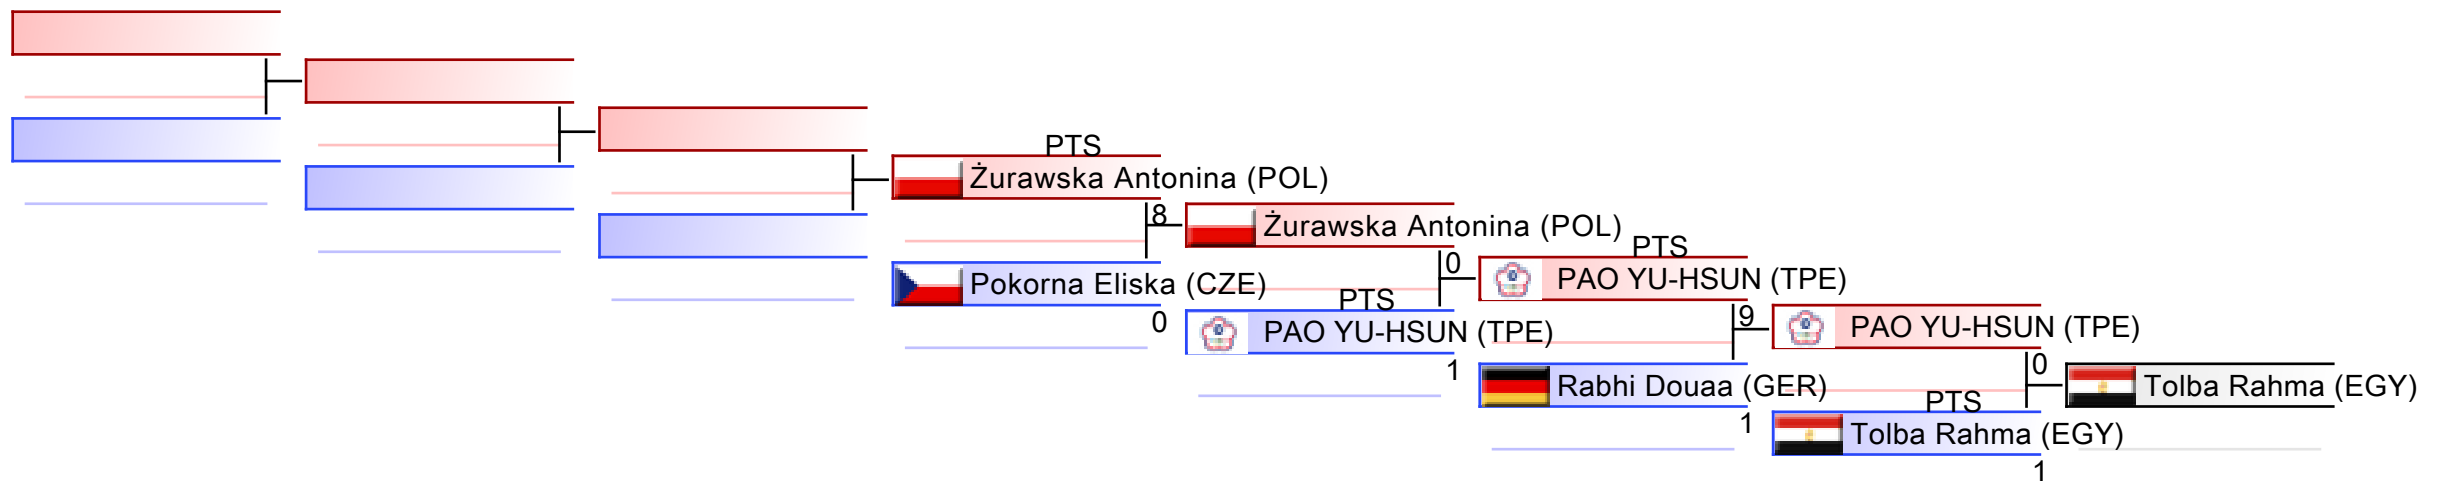 PTS
Żurawska Antonina (POL)
8
Żurawska Antonina (POL)
PTS
0
Pokorna Eliska (CZE)
PAO YU-HSUN (TPE)
PTS
0
PAO YU-HSUN (TPE)
9
PAO YU-HSUN (TPE)
1
0
Rabhi Douaa (GER)
Tolba Rahma (EGY)
PTS
1
Tolba Rahma (EGY)
1